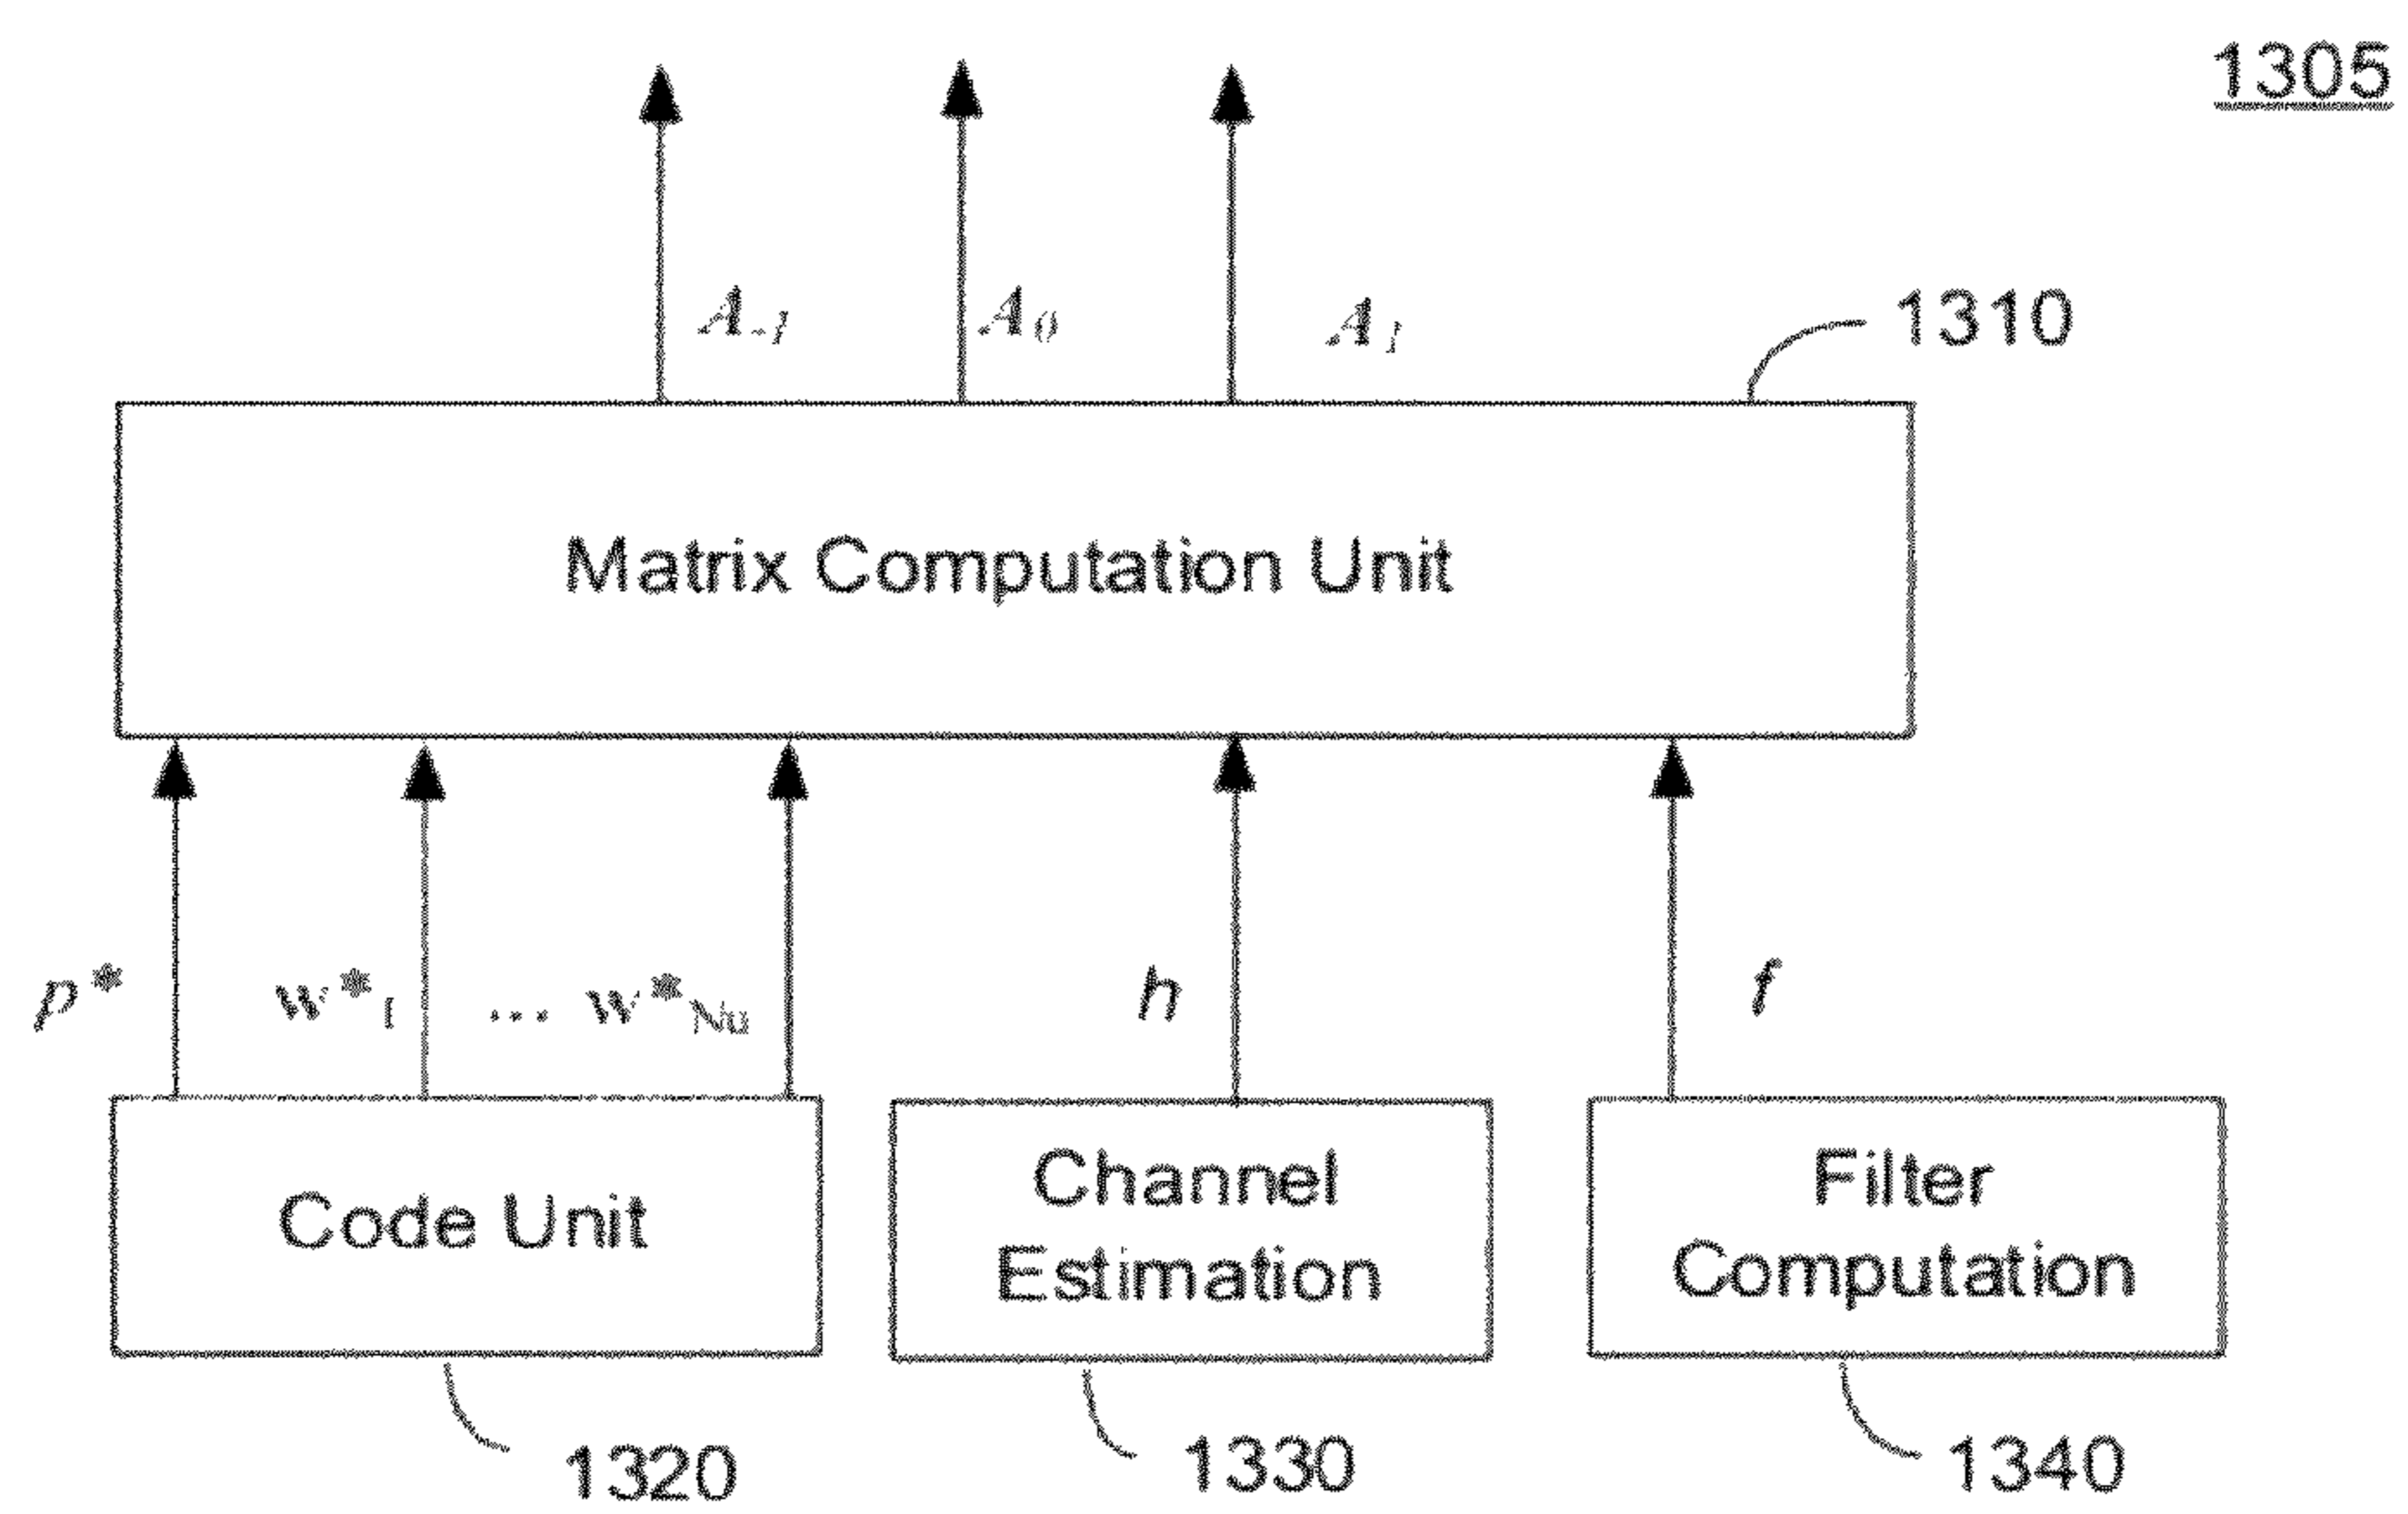 1305
A-1 A0 A1
1310
Matrix Computation Unit
p* w*1 ... w*Nu h f
Code Unit
Channel
Estimation
Filter
Computation
1320 1330 1340